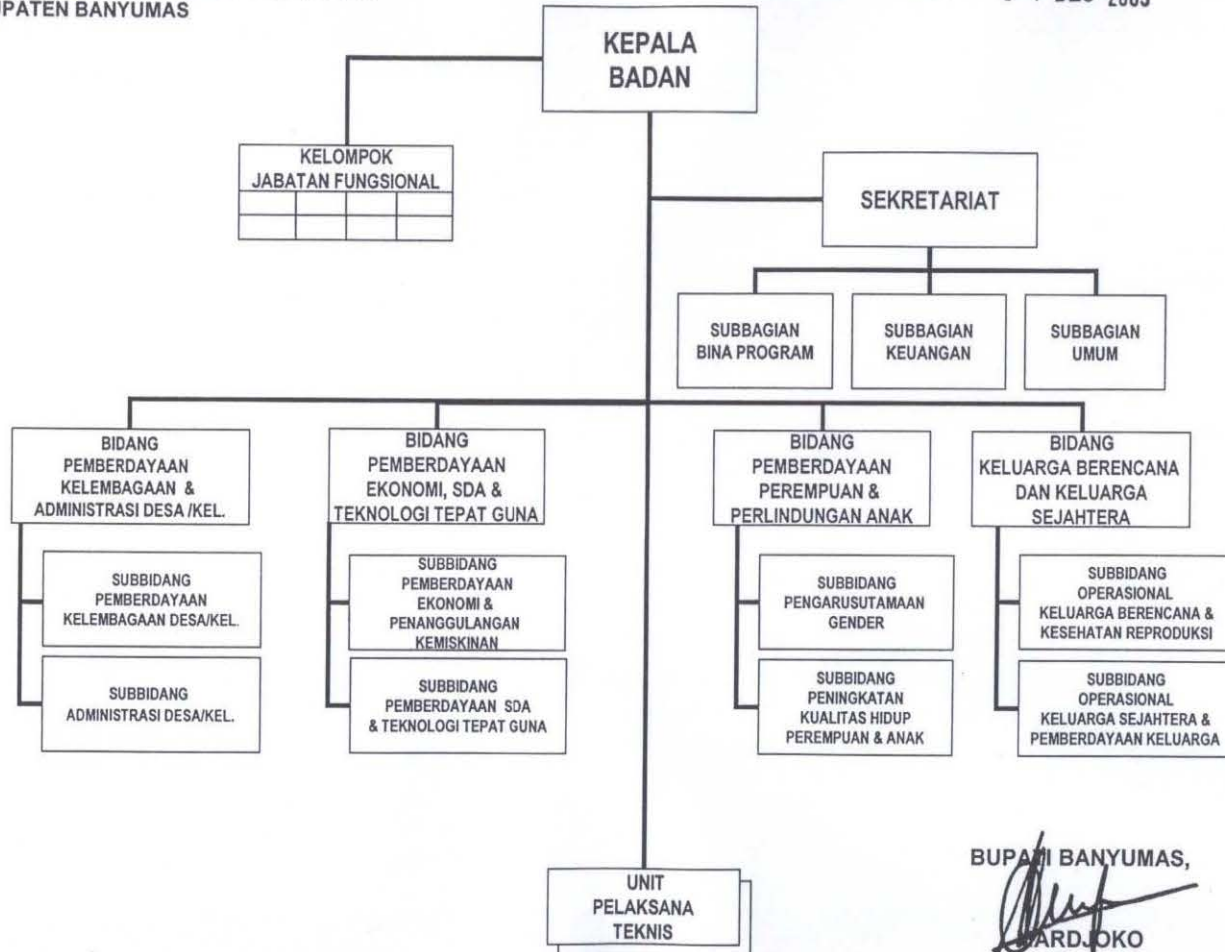 BANYUMAS
2009
KEPALA
BADAN
KELOMPOK
JABATAN FUNGSIONAL
SEKRETARIAT
SUBBAGIAN
BINA PROGRAM
SUBBAGIAN
KEUANGAN
SUBBAGIAN
UMUM
BIDANG
PEMBERDAYAAN
KELEMBAGAAN &
ADMINISTRASI DESA /KEL.
BIDANG
PEMBERDAYAAN
EKONOMI, SDA &
TEKNOLOGI TEPAT GUNA
BIDANG
PEMBERDAYAAN
PEREMPUAN &
PERLINDUNGAN ANAK
BIDANG
KELUARGA BERENCANA
DAN KELUARGA
SEJAHTERA
SUBBIDANG
PEMBERDAYAAN
KELEMBAGAAN DESA/KEL.
SUBBIDANG
PEMBERDAYAAN
EKONOMI &
PENANGGULANGAN
KEMISKINAN
SUBBIDANG
PENGARUSUTAMAAN
GENDER
SUBBIDANG
OPERASIONAL
KELUARGA BERENCANA &
KESEHATAN REPRODUKSI
SUBBIDANG
ADMINISTRASI DESA/KEL.
SUBBIDANG
PEMBERDAYAAN SDA
& TEKNOLOGI TEPAT GUNA
SUBBIDANG
PENINGKATAN
KUALITAS HIDUP
PEREMPUAN & ANAK
SUBBIDANG
OPERASIONAL
KELUARGA SEJAHTERA &
PEMBERDAYAAN KELUARGA
UNIT
PELAKSANA
TEKNIS
BUPATI BANYUMAS,
MARDJOKO